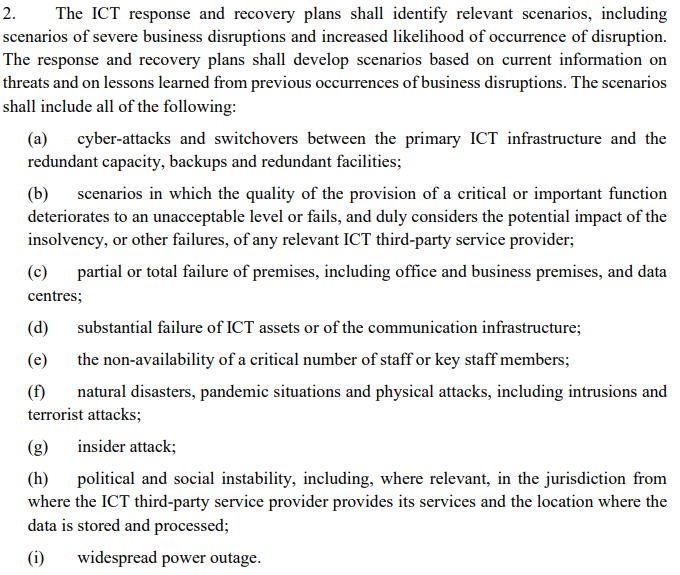 2. The ICT response and recovery plans shall identify relevant scenarios, including
scenarios of severe business disruptions and increased likelihood of occurrence of disruption.
The response and recovery plans shall develop scenarios based on current information on
threats and on lessons learned from previous occurrences of business disruptions. The scenarios
shall include all of the following:
(a) cyber-attacks and switchovers between the primary ICT infrastructure and the
redundant capacity, backups and redundant facilities;
(b) scenarios in which the quality of the provision of a critical or important function
deteriorates to an unacceptable level or fails, and duly considers the potential impact of the
insolvency, or other failures, of any relevant ICT third-party service provider;
(c) partial or total failure of premises, including office and business premises, and data
centres;
(d) substantial failure of ICT assets or of the communication infrastructure;
(e) the non-availability of a critical number of staff or key staff members;
(f) natural disasters, pandemic situations and physical attacks, including intrusions and
terrorist attacks;
(g) insider attack;
(h) political and social instability, including, where relevant, in the jurisdiction from
where the ICT third-party service provider provides its services and the location where the
data is stored and processed;
(i) widespread power outage.